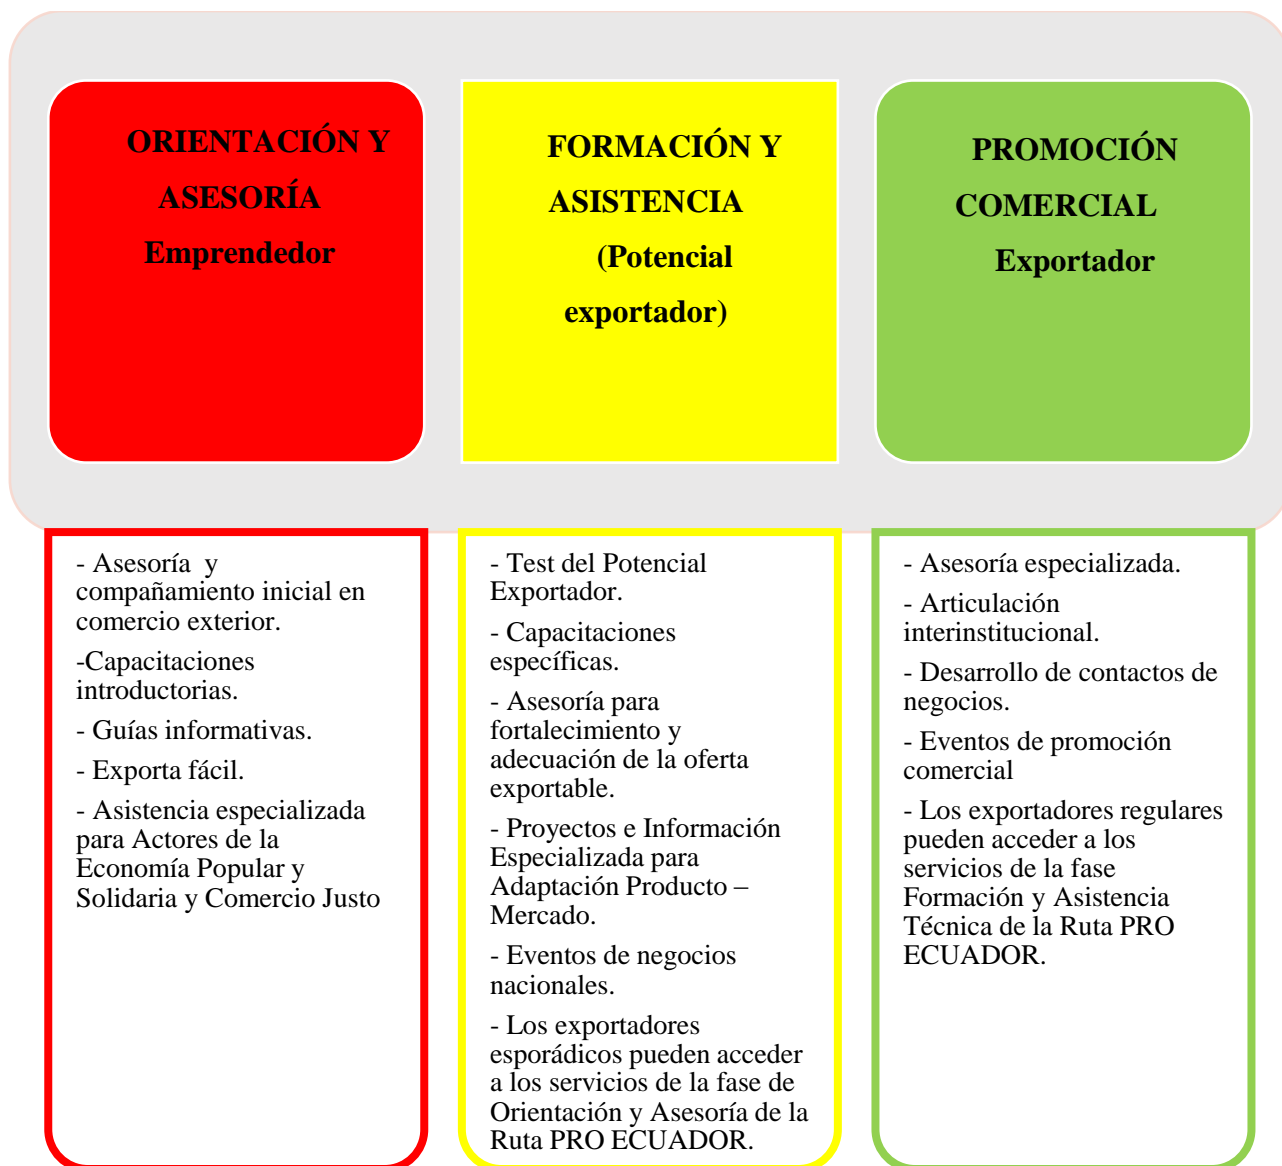 ORIENTACIÓN Y
ASESORÍA
Emprendedor
FORMACIÓN Y
ASISTENCIA
(Potencial
exportador)
PROMOCIÓN
COMERCIAL
Exportador
- Asesoría y
compañamiento inicial en
comercio exterior.
-Capacitaciones
introductorias.
- Guías informativas.
- Exporta fácil.
- Asistencia especializada
para Actores de la
Economía Popular y
Solidaria y Comercio Justo
- Test del Potencial
Exportador.
- Capacitaciones
específicas.
- Asesoría para
fortalecimiento y
adecuación de la oferta
exportable.
- Proyectos e Información
Especializada para
Adaptación Producto –
Mercado.
- Eventos de negocios
nacionales.
- Los exportadores
esporádicos pueden acceder
a los servicios de la fase de
Orientación y Asesoría de la
Ruta PRO ECUADOR.
- Asesoría especializada.
- Articulación
interinstitucional.
- Desarrollo de contactos de
negocios.
- Eventos de promoción
comercial
- Los exportadores regulares
pueden acceder a los
servicios de la fase
Formación y Asistencia
Técnica de la Ruta PRO
ECUADOR.